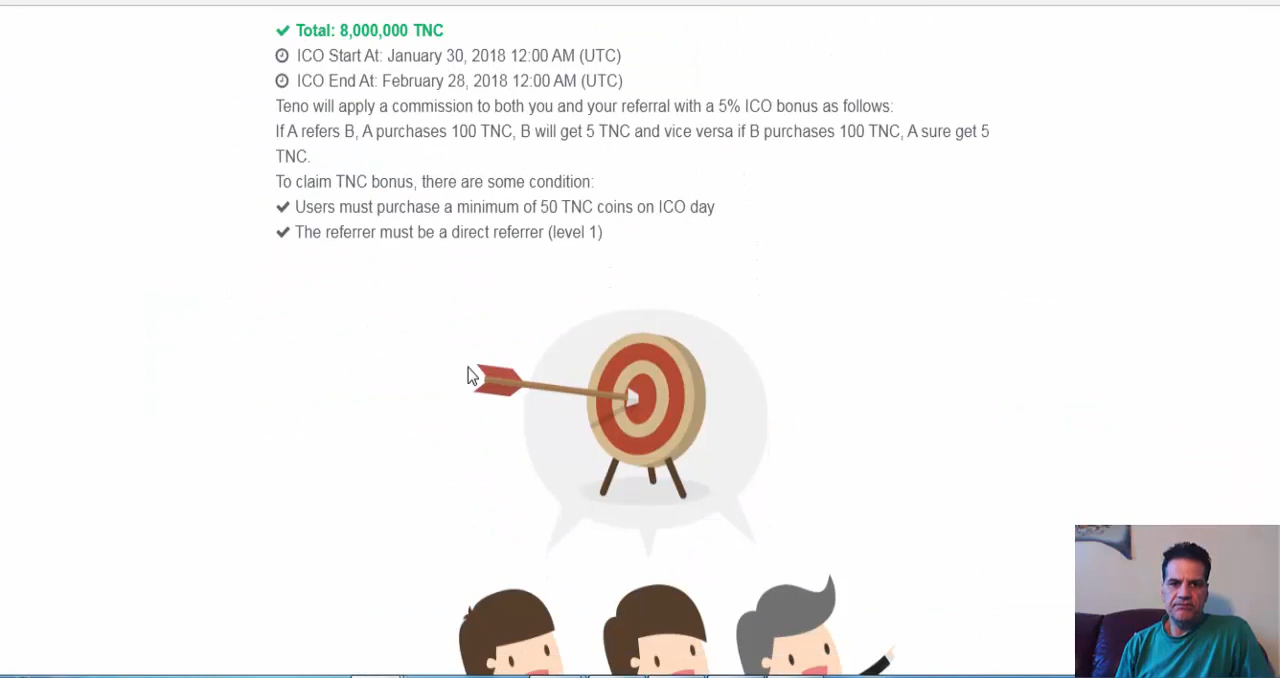 Total: 8,000,000 TNC
ICO Start At: January 30, 2018 12:00 AM (UTC)
ICO End At: February 28, 2018 12:00 AM (UTC)
Teno will apply a commission to both you and your referral with a 5% ICO bonus as follows:
If A refers B, A purchases 100 TNC, B will get 5 TNC and vice versa if B purchases 100 TNC, A sure get 5
TNC.
To claim TNC bonus, there are some condition:
Users must purchase a minimum of 50 TNC coins on ICO day
The referrer must be a direct referrer (level 1)